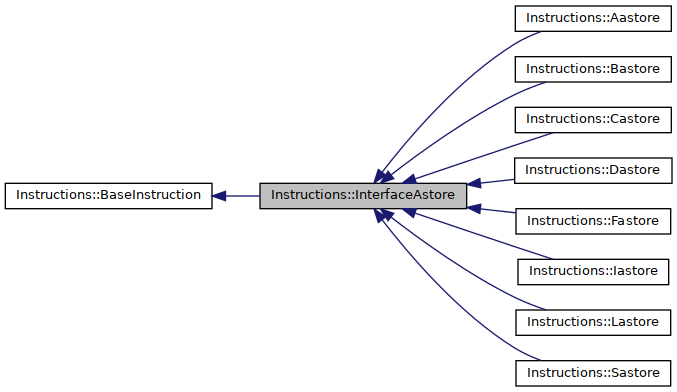 Instructions::BaseInstruction
Instructions::InterfaceAstore
Instructions::Aastore
Instructions::Bastore
Instructions::Castore
Instructions::Dastore
Instructions::Fastore
Instructions::Iastore
Instructions::Lastore
Instructions::Sastore